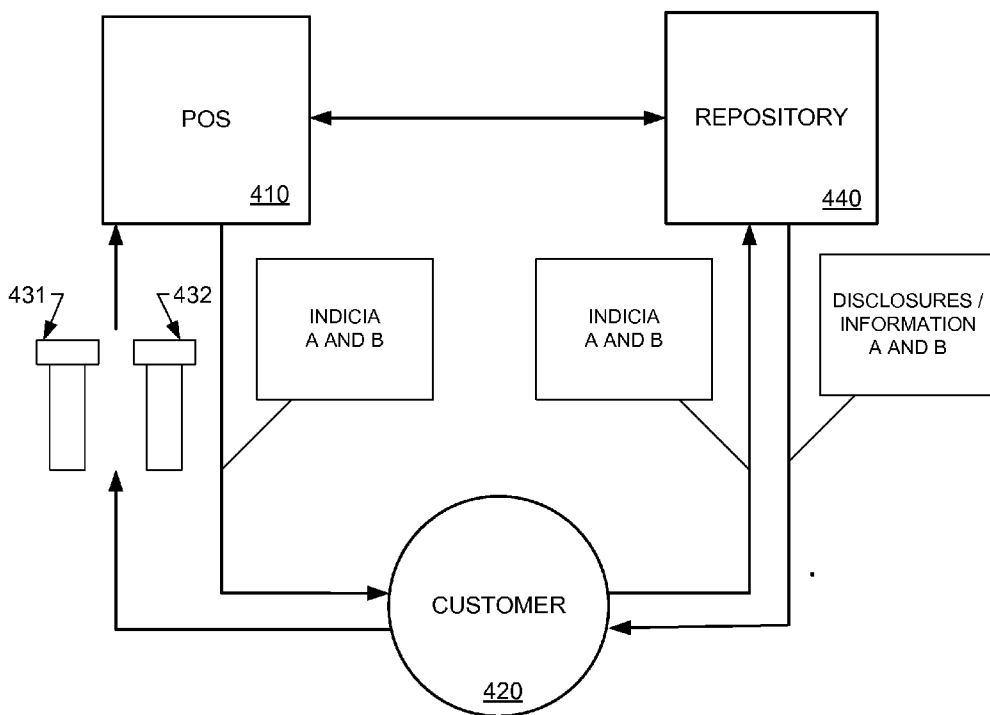 POS
410
REPOSITORY
440
431
432
INDICIA
A AND B
INDICIA
A AND B
DISCLOSURES /
INFORMATION
A AND B
CUSTOMER
420